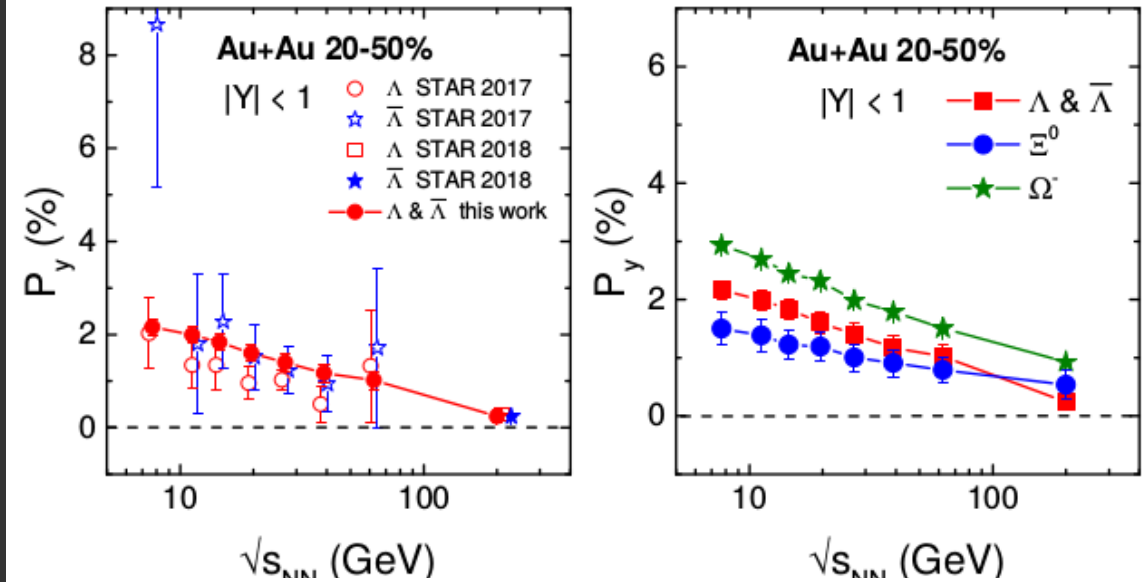 Au+Au 20-50%
|Y| < 1
Λ STAR 2017
Λ̅ STAR 2017
Λ STAR 2018
Λ̅ STAR 2018
Λ & Λ̅ this work
P_y (%)
8
6
4
2
0
10
100
√s_NN (GeV)
Au+Au 20-50%
|Y| < 1
Λ & Λ̅
Ξ⁰
Ω⁻
P_y (%)
6
4
2
0
10
100
√s_NN (GeV)